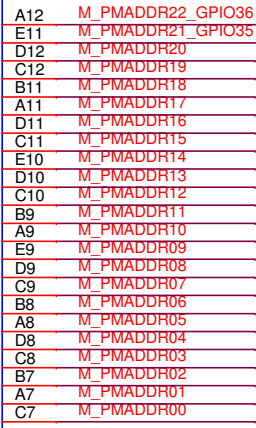 A12 M_PMADDR22_GPIO36
E11 M_PMADDR21_GPIO35
D12 M_PMADDR20
C12 M_PMADDR19
B11 M_PMADDR18
A11 M_PMADDR17
D11 M_PMADDR16
C11 M_PMADDR15
E10 M_PMADDR14
D10 M_PMADDR13
C10 M_PMADDR12
B9 M_PMADDR11
A9 M_PMADDR10
E9 M_PMADDR09
D9 M_PMADDR08
C9 M_PMADDR07
B8 M_PMADDR06
A8 M_PMADDR05
D8 M_PMADDR04
C8 M_PMADDR03
B7 M_PMADDR02
A7 M_PMADDR01
C7 M_PMADDR00